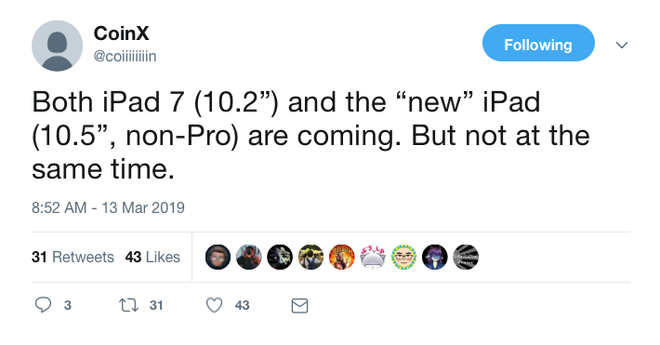 CoinX
@coiiiiiiin
Following
Both iPad 7 (10.2”) and the “new” iPad
(10.5”, non-Pro) are coming. But not at the
same time.
8:52 AM - 13 Mar 2019
31 Retweets 43 Likes
3 31 43